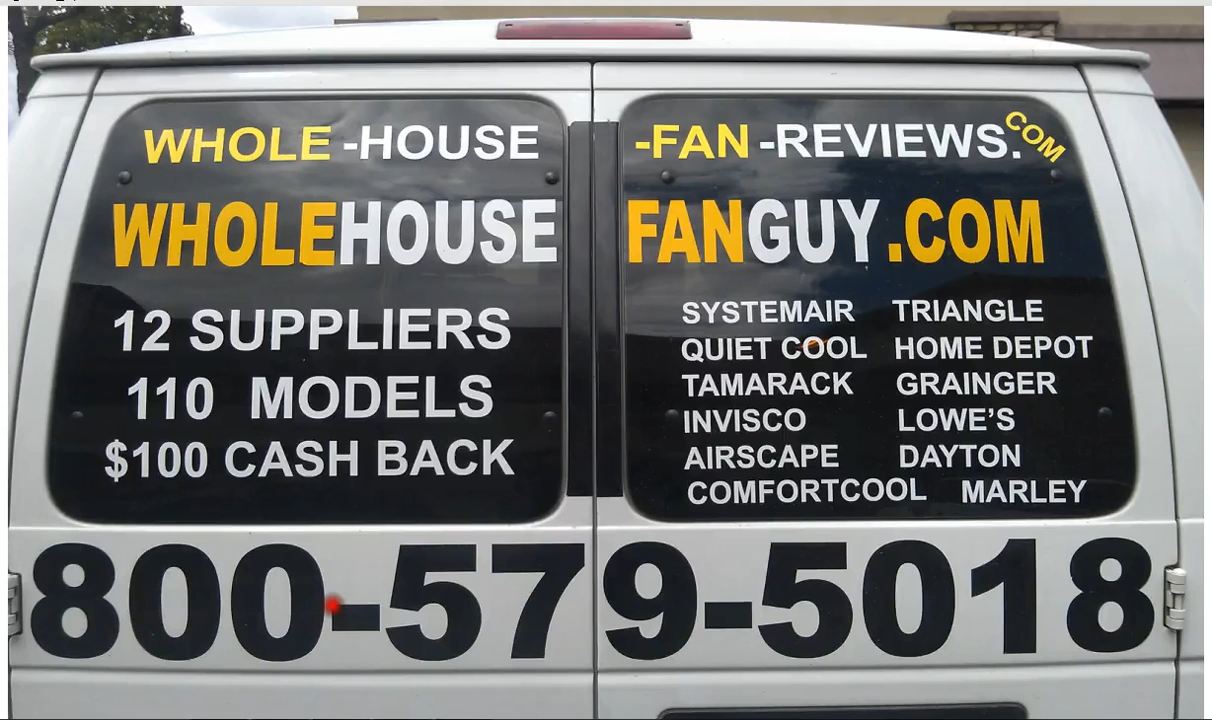 WHOLE -HOUSE -FAN -REVIEWS.COM
WHOLEHOUSE FANGUY.COM
12 SUPPLIERS
110 MODELS
$100 CASH BACK
SYSTEMAIR TRIANGLE
QUIET COOL HOME DEPOT
TAMARACK GRAINGER
INVISCO LOWE'S
AIRSCAPE DAYTON
COMFORTCOOL MARLEY
800-579-5018